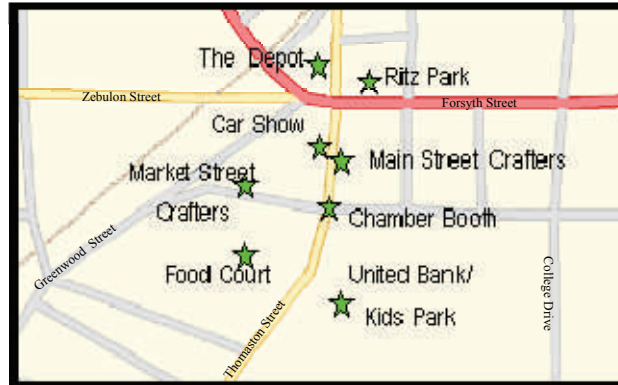 The Depot
Ritz Park
Zebulon Street
Forsyth Street
Car Show
Main Street Crafters
Market Street
Crafters
Chamber Booth
Greenwood Street
Food Court
United Bank/
Kids Park
College Drive
Thomaston Street